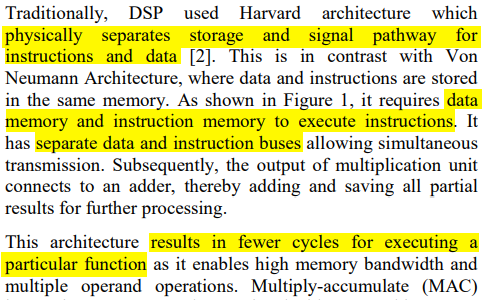 Traditionally, DSP used Harvard architecture which
physically separates storage and signal pathway for
instructions and data [2]. This is in contrast with Von
Neumann Architecture, where data and instructions are stored
in the same memory. As shown in Figure 1, it requires data
memory and instruction memory to execute instructions. It
has separate data and instruction buses allowing simultaneous
transmission. Subsequently, the output of multiplication unit
connects to an adder, thereby adding and saving all partial
results for further processing.
This architecture results in fewer cycles for executing a
particular function as it enables high memory bandwidth and
multiple operand operations. Multiply-accumulate (MAC)